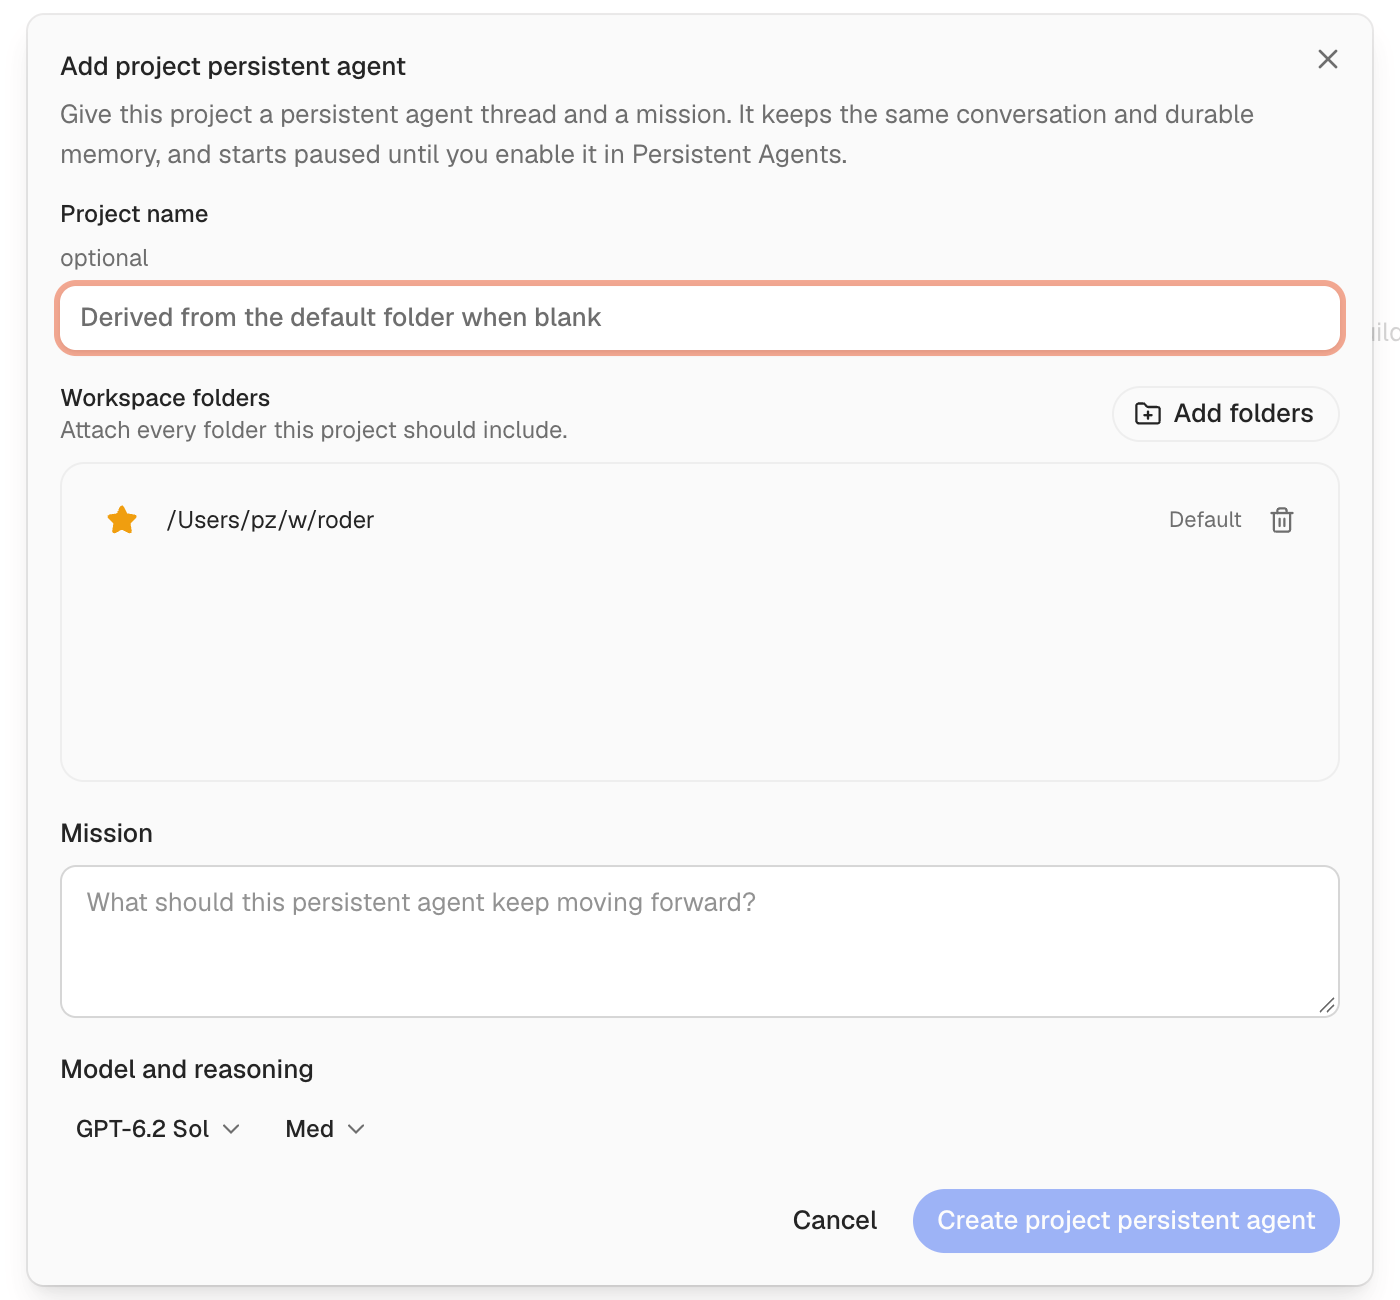 Add project persistent agent
Give this project a persistent agent thread and a mission. It keeps the same conversation and durable
memory, and starts paused until you enable it in Persistent Agents.
Project name
optional
Derived from the default folder when blank
Workspace folders
Attach every folder this project should include.
Add folders
/Users/pz/w/roder
Default
Mission
What should this persistent agent keep moving forward?
Model and reasoning
GPT-6.2 Sol
Med
Cancel
Create project persistent agent